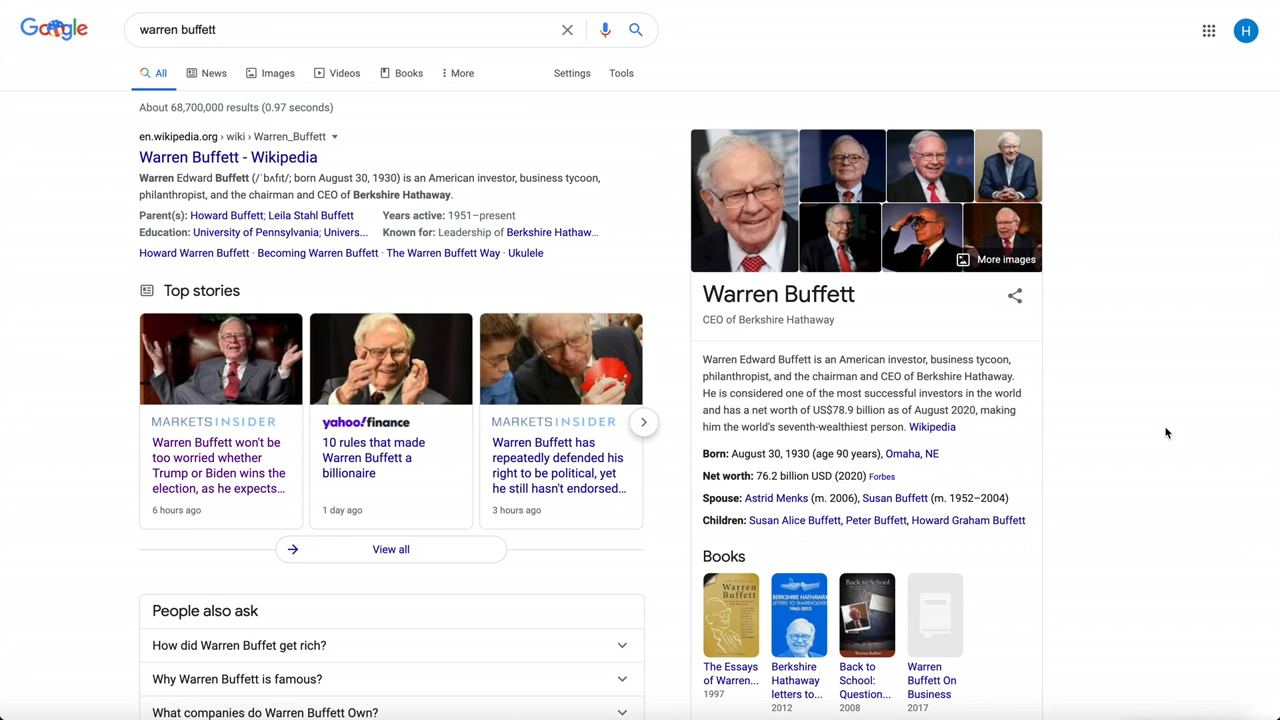 Google
warren buffett
H
All
News
Images
Videos
Books
More
Settings
Tools
About 68,700,000 results (0.97 seconds)
en.wikipedia.org › wiki › Warren_Buffett
Warren Buffett - Wikipedia
Warren Edward Buffett (/ˈbʌfɪt/; born August 30, 1930) is an American investor, business tycoon,
philanthropist, and the chairman and CEO of Berkshire Hathaway.
Parent(s): Howard Buffett; Leila Stahl Buffett
Years active: 1951–present
Education: University of Pennsylvania; Univers...
Known for: Leadership of Berkshire Hathaw...
Howard Warren Buffett · Becoming Warren Buffett · The Warren Buffett Way · Ukulele
Top stories
MARKETS INSIDER
Warren Buffett won't be
too worried whether
Trump or Biden wins the
election, as he expects...
6 hours ago
yahoo!finance
10 rules that made
Warren Buffett a
billionaire
1 day ago
MARKETS INSIDER
Warren Buffett has
repeatedly defended his
right to be political, yet
he still hasn't endorsed...
3 hours ago
View all
People also ask
How did Warren Buffet get rich?
Why Warren Buffett is famous?
What companies do Warren Buffett Own?
More images
Warren Buffett
CEO of Berkshire Hathaway
Warren Edward Buffett is an American investor, business tycoon,
philanthropist, and the chairman and CEO of Berkshire Hathaway.
He is considered one of the most successful investors in the world
and has a net worth of US$78.9 billion as of August 2020, making
him the world's seventh-wealthiest person. Wikipedia
Born: August 30, 1930 (age 90 years), Omaha, NE
Net worth: 76.2 billion USD (2020) Forbes
Spouse: Astrid Menks (m. 2006), Susan Buffett (m. 1952–2004)
Children: Susan Alice Buffett, Peter Buffett, Howard Graham Buffett
Books
Warren
Buffett
BERKSHIRE HATHAWAY
LETTERS TO SHAREHOLDERS
Back to School
The Essays
of Warren...
1997
Berkshire
Hathaway
letters to...
2012
Back to
School:
Question...
2008
Warren
Buffett On
Business
2017